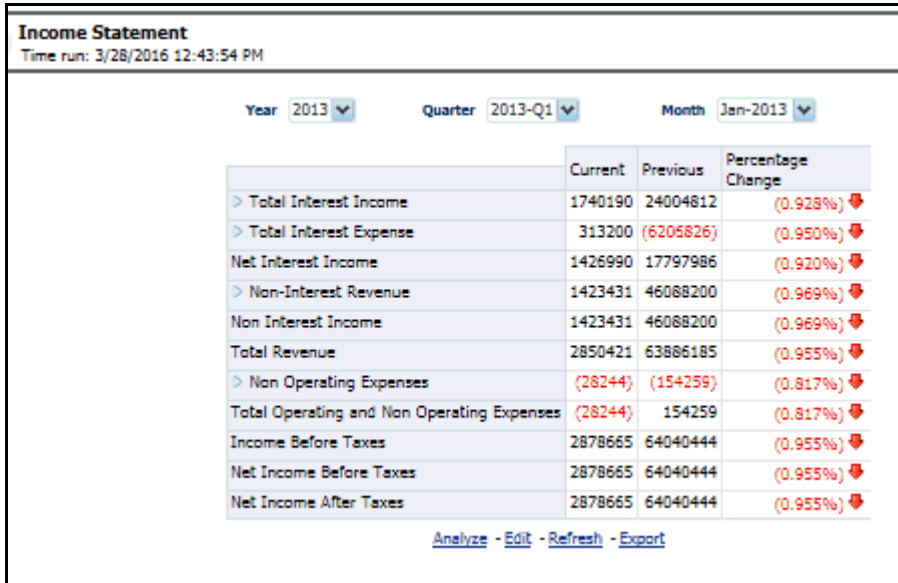 Income Statement
Time run: 3/28/2016 12:43:54 PM
Year 2013 Quarter 2013-Q1 Month Jan-2013
Current Previous Percentage Change
> Total Interest Income 1740190 24004812 (0.928%)
> Total Interest Expense 313200 (6206826) (0.950%)
Net Interest Income 1426990 17797986 (0.920%)
> Non-Interest Revenue 1423431 46088200 (0.969%)
Non Interest Income 1423431 46088200 (0.969%)
Total Revenue 2850421 63886185 (0.955%)
> Non Operating Expenses (28244) (154259) (0.817%)
Total Operating and Non Operating Expenses (28244) 154259 (0.817%)
Income Before Taxes 2878665 64040444 (0.955%)
Net Income Before Taxes 2878665 64040444 (0.955%)
Net Income After Taxes 2878665 64040444 (0.955%)
Analyze - Edit - Refresh - Export